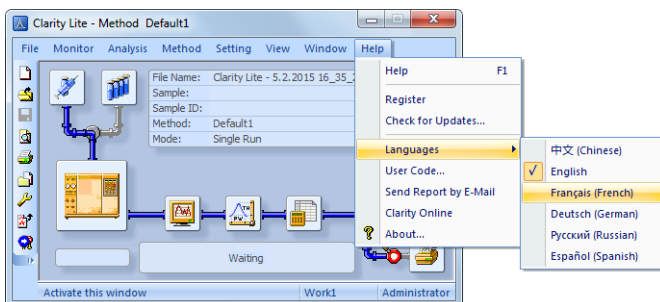 Clarity Lite - Method Default1
File Monitor Analysis Method Setting View Window Help
File Name: Clarity Lite - 5.2.2015 16_35_2
Sample:
Sample ID:
Method: Default1
Mode: Single Run
Waiting
Activate this window Work1 Administrator
Help F1
Register
Check for Updates...
Languages
User Code...
Send Report by E-Mail
Clarity Online
About...
中文 (Chinese)
English
Français (French)
Deutsch (German)
Русский (Russian)
Español (Spanish)